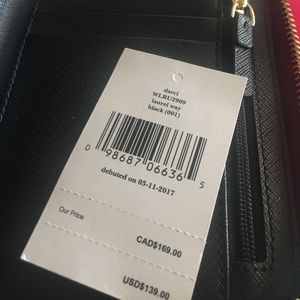 darci
WLRU2909
laurel way
black (001)
0 98687 06636 5
debuted on 05-11-2017
Our Price
CAD$169.00
USD$139.00